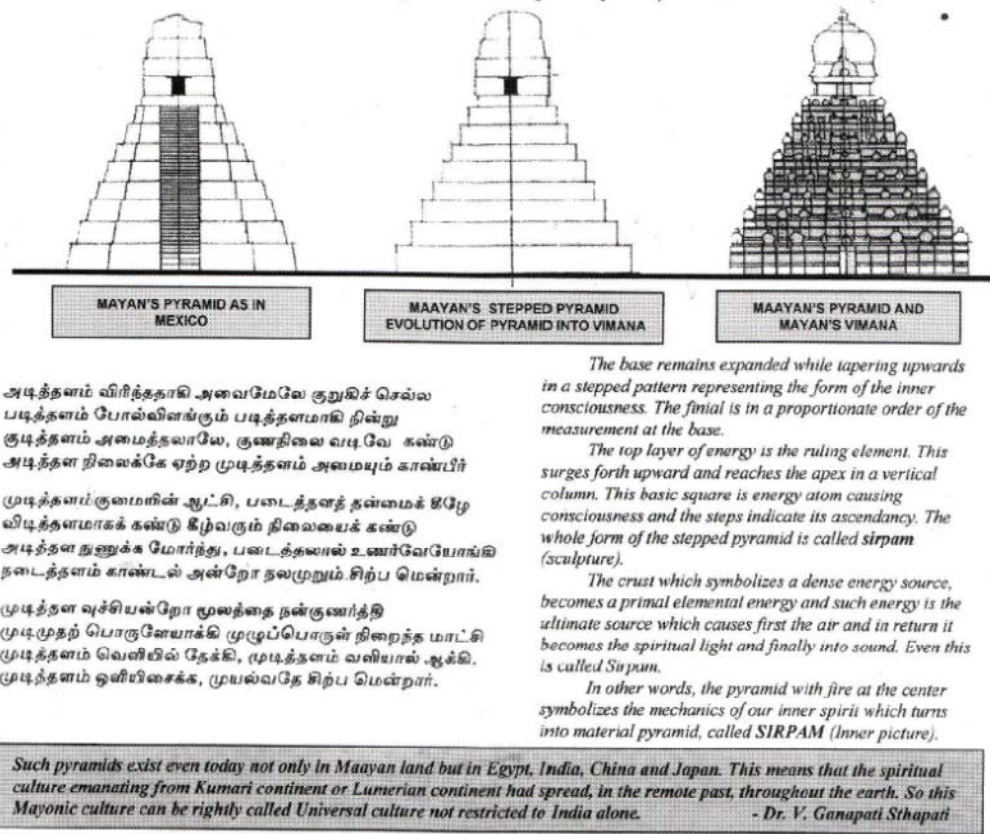 MAYAN'S PYRAMID AS IN
MEXICO
MAAYAN'S STEPPED PYRAMID
EVOLUTION OF PYRAMID INTO VIMANA
MAAYAN'S PYRAMID AND
MAYAN'S VIMANA
அடித்தளம் விரிந்ததாகி அவைமேலே குறுகிச் செல்ல
படித்தளம் போல்விளங்கும் படித்தளமாகி நின்று
குடித்தளம் அமைத்தலாலே, குணநிலை வடிவே கண்டு
அடித்தள நிலைக்கே ஏற்ற முடித்தளம் அமையும் காண்பீர்
முடித்தளம்குமைரின் ஆட்சி, படைத்தளத் தன்மைக் கீழே
விடித்தளமாகக் கண்டு கீழ்வரும் நிலையைக் கண்டு
அடித்தள நுணுக்க மோர்ந்து, படைத்தலால் உணர்வேயோங்கி
நடைத்தளம் காண்டல் அன்றோ நலமுறும் சிற்ப மென்றார்.
முடித்தள வுச்சியன்றோ மூலத்தை நன்குணர்த்தி
முடிமுதற் பொருளேயாக்கி முழுப்பொருள் நிறைந்த மாட்சி
முடித்தளம் வெளியில் தேக்கி, முடித்தளம் வளியால் ஆக்கி,
முடித்தளம் ஒளியிசைக்க, முயல்வதே சிற்ப மென்றார்.
The base remains expanded while tapering upwards
in a stepped pattern representing the form of the inner
consciousness. The finial is in a proportionate order of the
measurement at the base.
The top layer of energy is the ruling element. This
surges forth upward and reaches the apex in a vertical
column. This basic square is energy atom causing
consciousness and the steps indicate its ascendancy. The
whole form of the stepped pyramid is called sirpam
(sculpture).
The crust which symbolizes a dense energy source,
becomes a primal elemental energy and such energy is the
ultimate source which causes first the air and in return it
becomes the spiritual light and finally into sound. Even this
is called Sirpam.
In other words, the pyramid with fire at the center
symbolizes the mechanics of our inner spirit which turns
into material pyramid, called SIRPAM (Inner picture).
Such pyramids exist even today not only in Maayan land but in Egypt, India, China and Japan. This means that the spiritual
culture emanating from Kumari continent or Lumerian continent had spread, in the remote past, throughout the earth. So this
Mayonic culture can be rightly called Universal culture not restricted to India alone. - Dr. V. Ganapati Sthapati